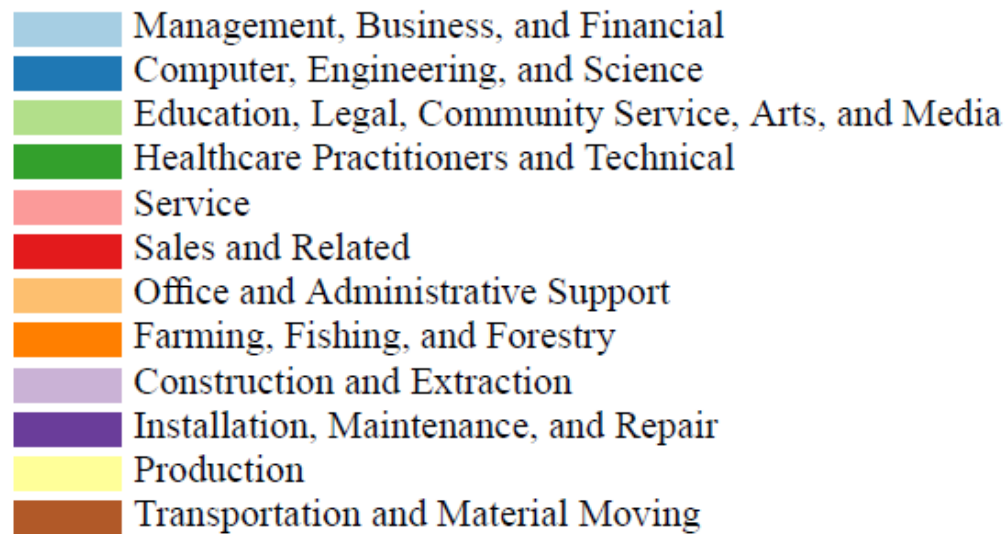 Management, Business, and Financial
Computer, Engineering, and Science
Education, Legal, Community Service, Arts, and Media
Healthcare Practitioners and Technical
Service
Sales and Related
Office and Administrative Support
Farming, Fishing, and Forestry
Construction and Extraction
Installation, Maintenance, and Repair
Production
Transportation and Material Moving